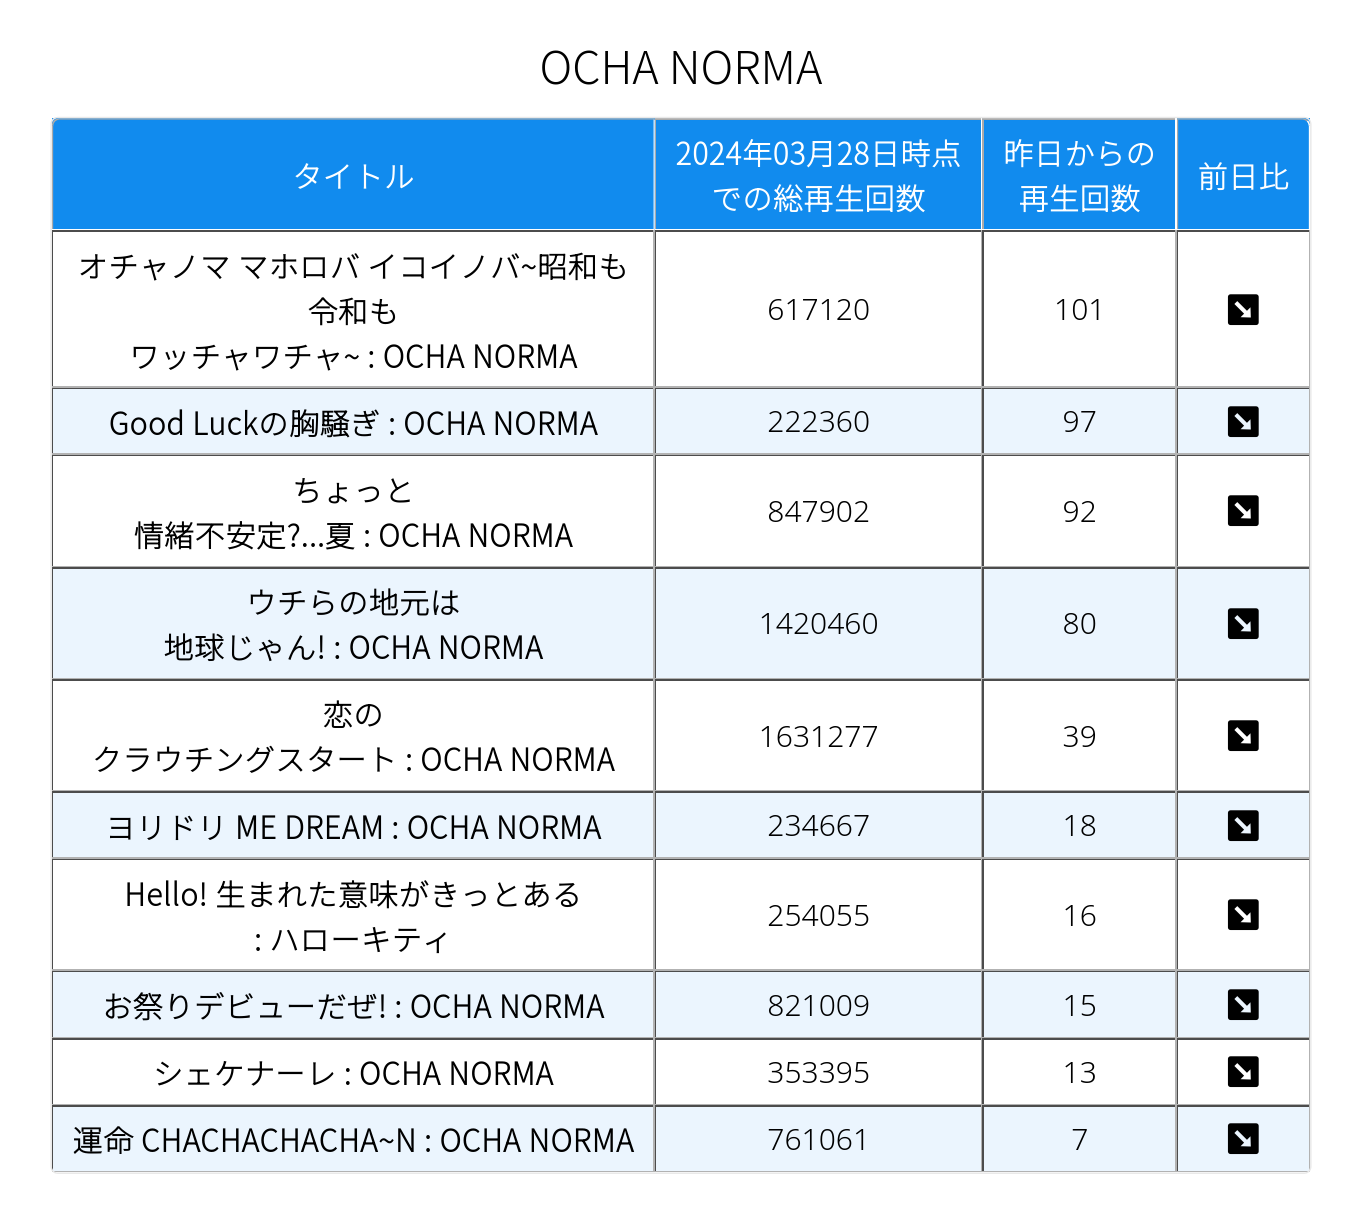 OCHA NORMA
タイトル
2024年03月28日時点
での総再生回数
昨日からの
再生回数
前日比
オチャノマ マホロバ イコイノバ~昭和も
令和も
ワッチャワチャ~ : OCHA NORMA
617120
101
Good Luckの胸騒ぎ : OCHA NORMA
222360
97
ちょっと
情緒不安定?...夏 : OCHA NORMA
847902
92
ウチらの地元は
地球じゃん! : OCHA NORMA
1420460
80
恋の
クラウチングスタート : OCHA NORMA
1631277
39
ヨリドリ ME DREAM : OCHA NORMA
234667
18
Hello! 生まれた意味がきっとある
: ハローキティ
254055
16
お祭りデビューだぜ! : OCHA NORMA
821009
15
シェケナーレ : OCHA NORMA
353395
13
運命 CHACHACHACHA~N : OCHA NORMA
761061
7